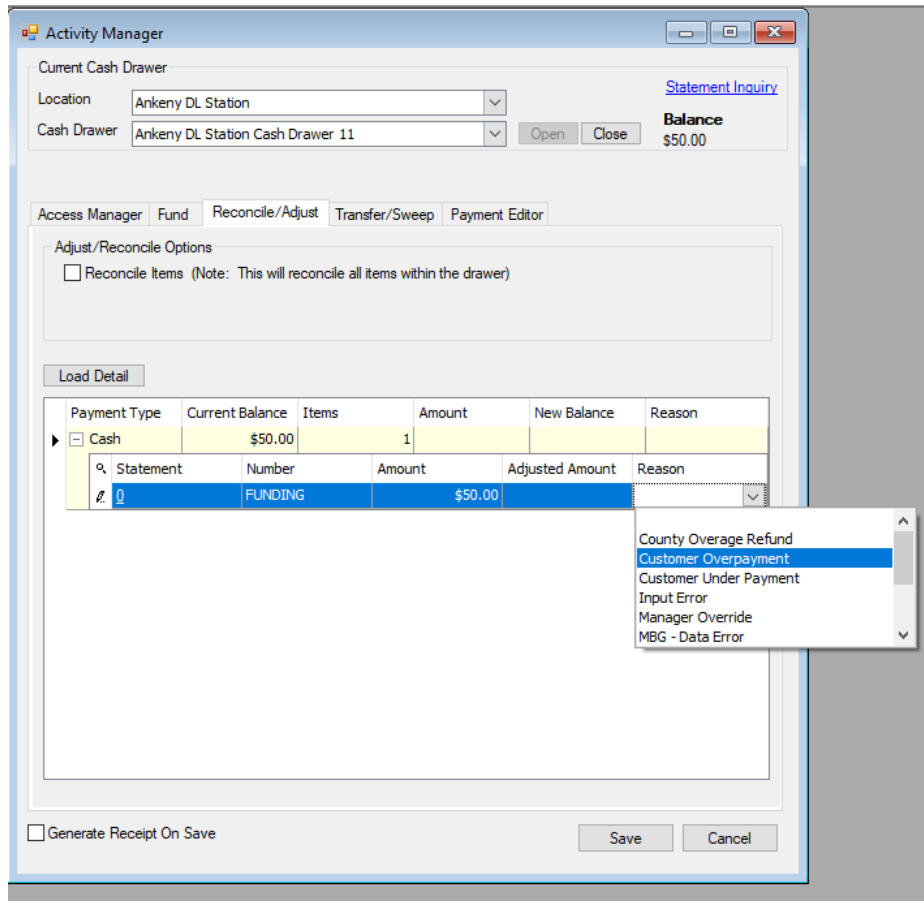 Activity Manager
Current Cash Drawer
Statement Inquiry
Location Ankeny DL Station
Balance
Cash Drawer Ankeny DL Station Cash Drawer 11 Open Close $50.00
Access Manager Fund Reconcile/Adjust Transfer/Sweep Payment Editor
Adjust/Reconcile Options
Reconcile Items (Note: This will reconcile all items within the drawer)
Load Detail
Payment Type Current Balance Items Amount New Balance Reason
Cash $50.00 1
Statement Number Amount Adjusted Amount Reason
0 FUNDING $50.00
County Overage Refund
Customer Overpayment
Customer Under Payment
Input Error
Manager Override
MBG - Data Error
Generate Receipt On Save Save Cancel